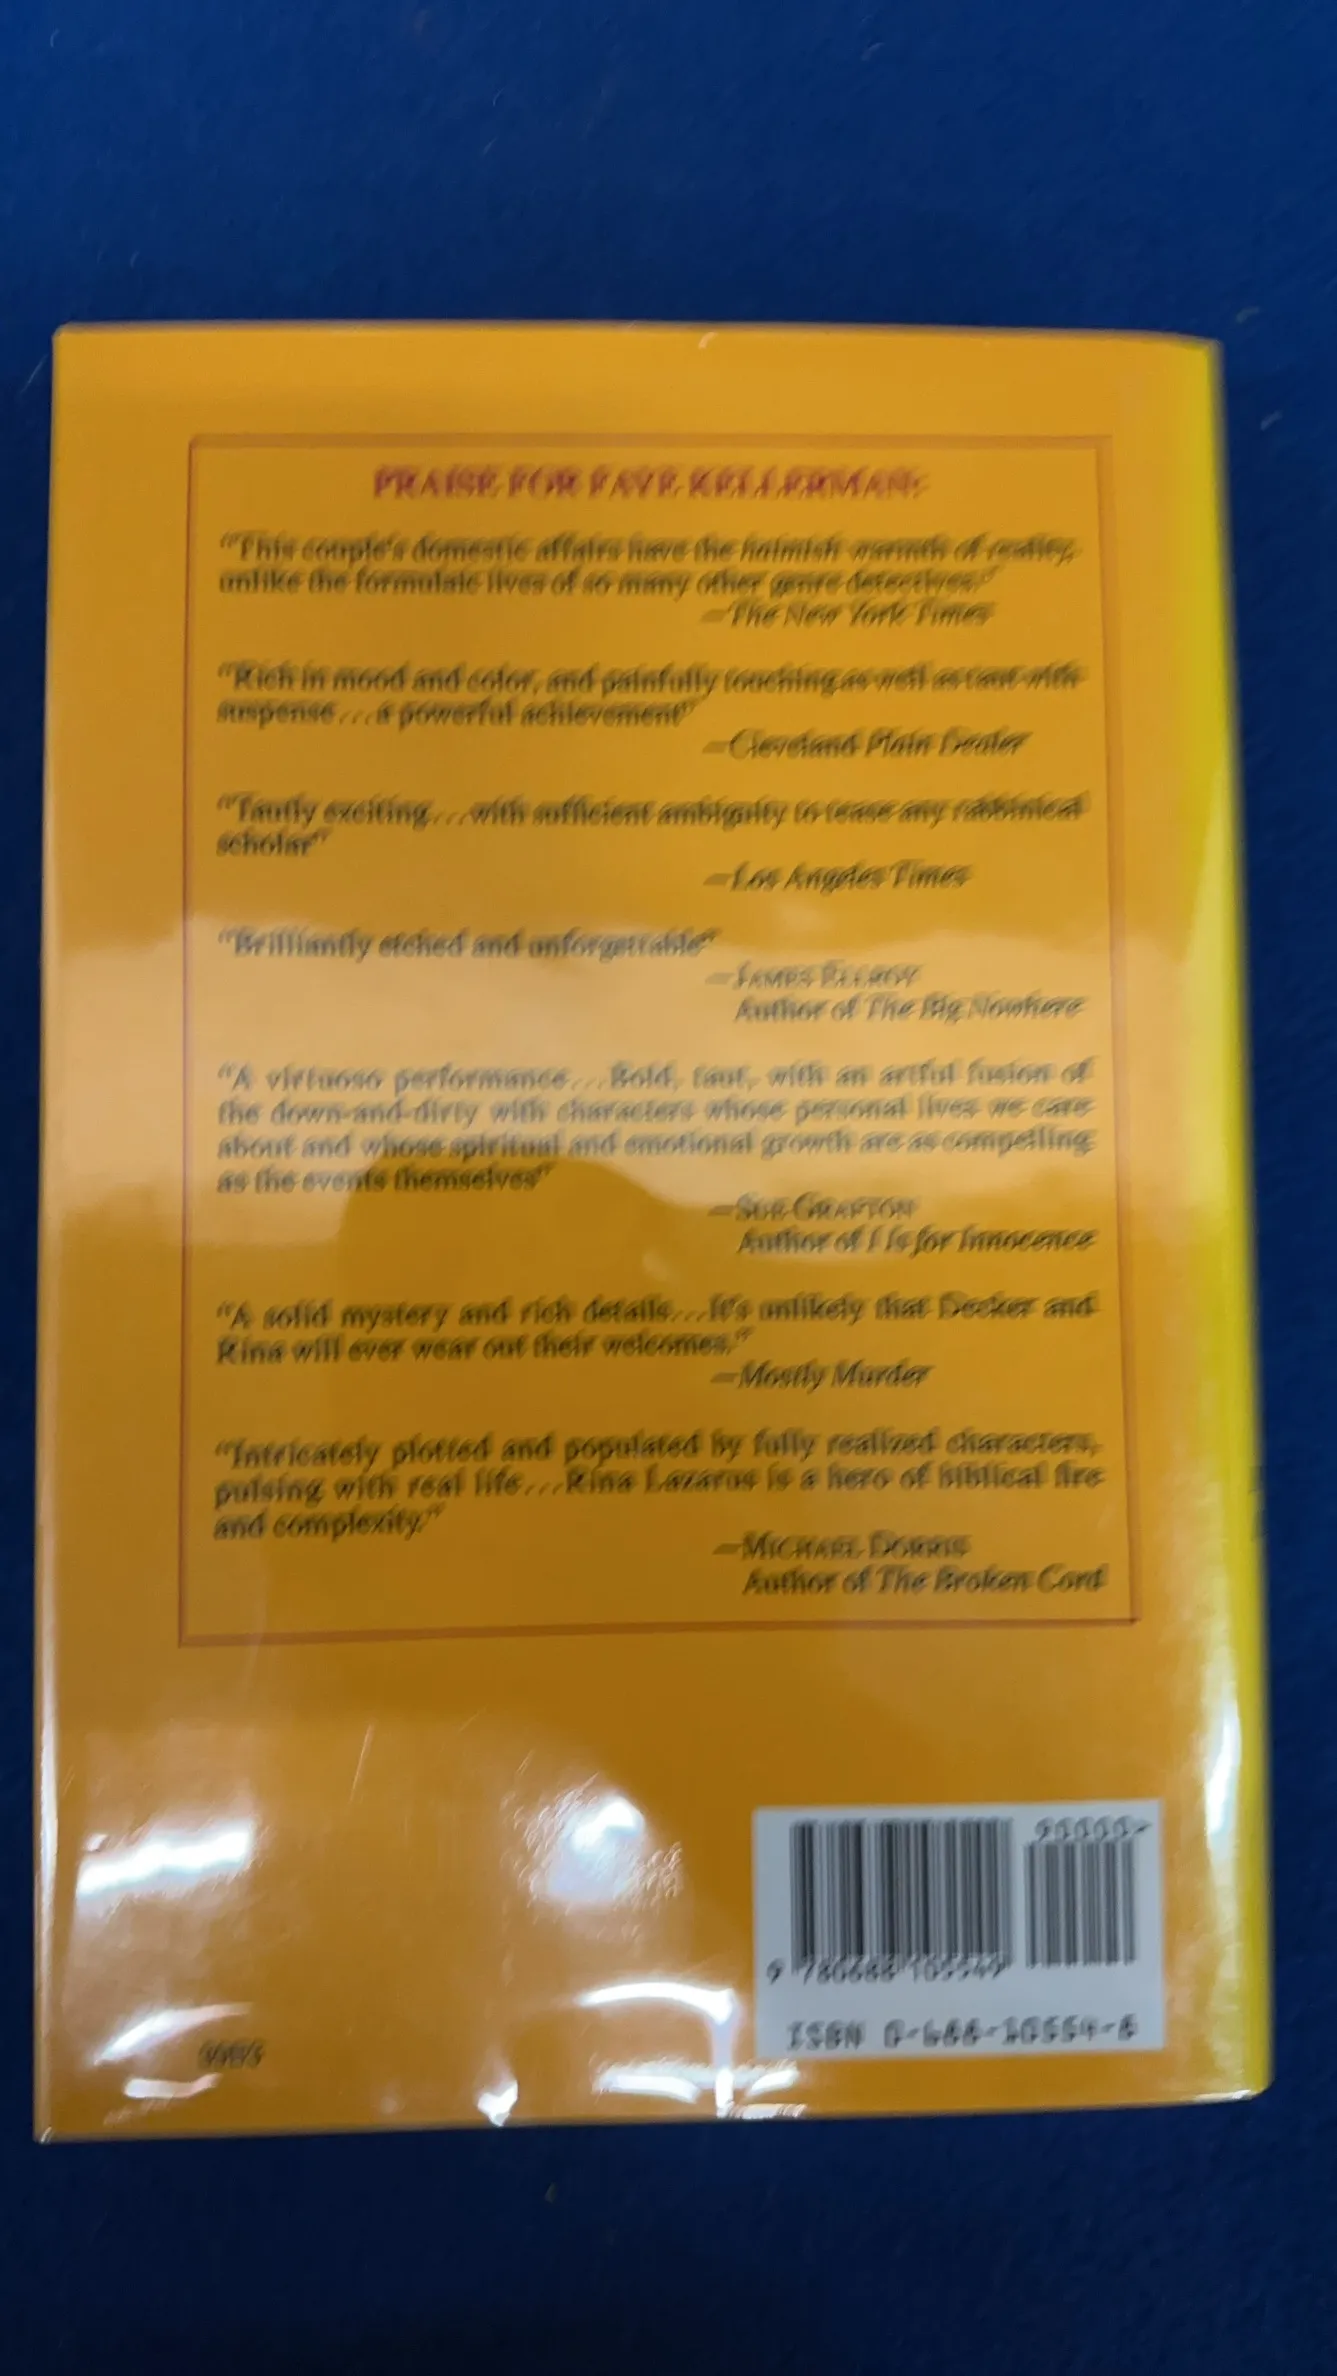 PRAISE FOR FAYE KELLERMAN:
"This couple's domestic affairs have the haimish warmth of reality,
unlike the formulaic lives of so many other genre detectives."
—The New York Times
"Rich in mood and color, and painfully touching as well as taut with
suspense...a powerful achievement"
—Cleveland Plain Dealer
"Tautly exciting...with sufficient ambiguity to tease any rabbinical
scholar"
—Los Angeles Times
"Brilliantly etched and unforgettable"
—JAMES ELLROY
Author of The Big Nowhere
"A virtuoso performance...Bold, taut, with an artful fusion of
the down-and-dirty with characters whose personal lives we care
about and whose spiritual and emotional growth are as compelling
as the events themselves"
—SUE GRAFTON
Author of I Is for Innocence
"A solid mystery and rich details...It's unlikely that Decker and
Rina will ever wear out their welcomes."
—Mostly Murder
"Intricately plotted and populated by fully realized characters,
pulsing with real life...Rina Lazarus is a hero of biblical fire
and complexity."
—MICHAEL DORRIS
Author of The Broken Cord
9 780688 105549
ISBN 0-688-10554-8